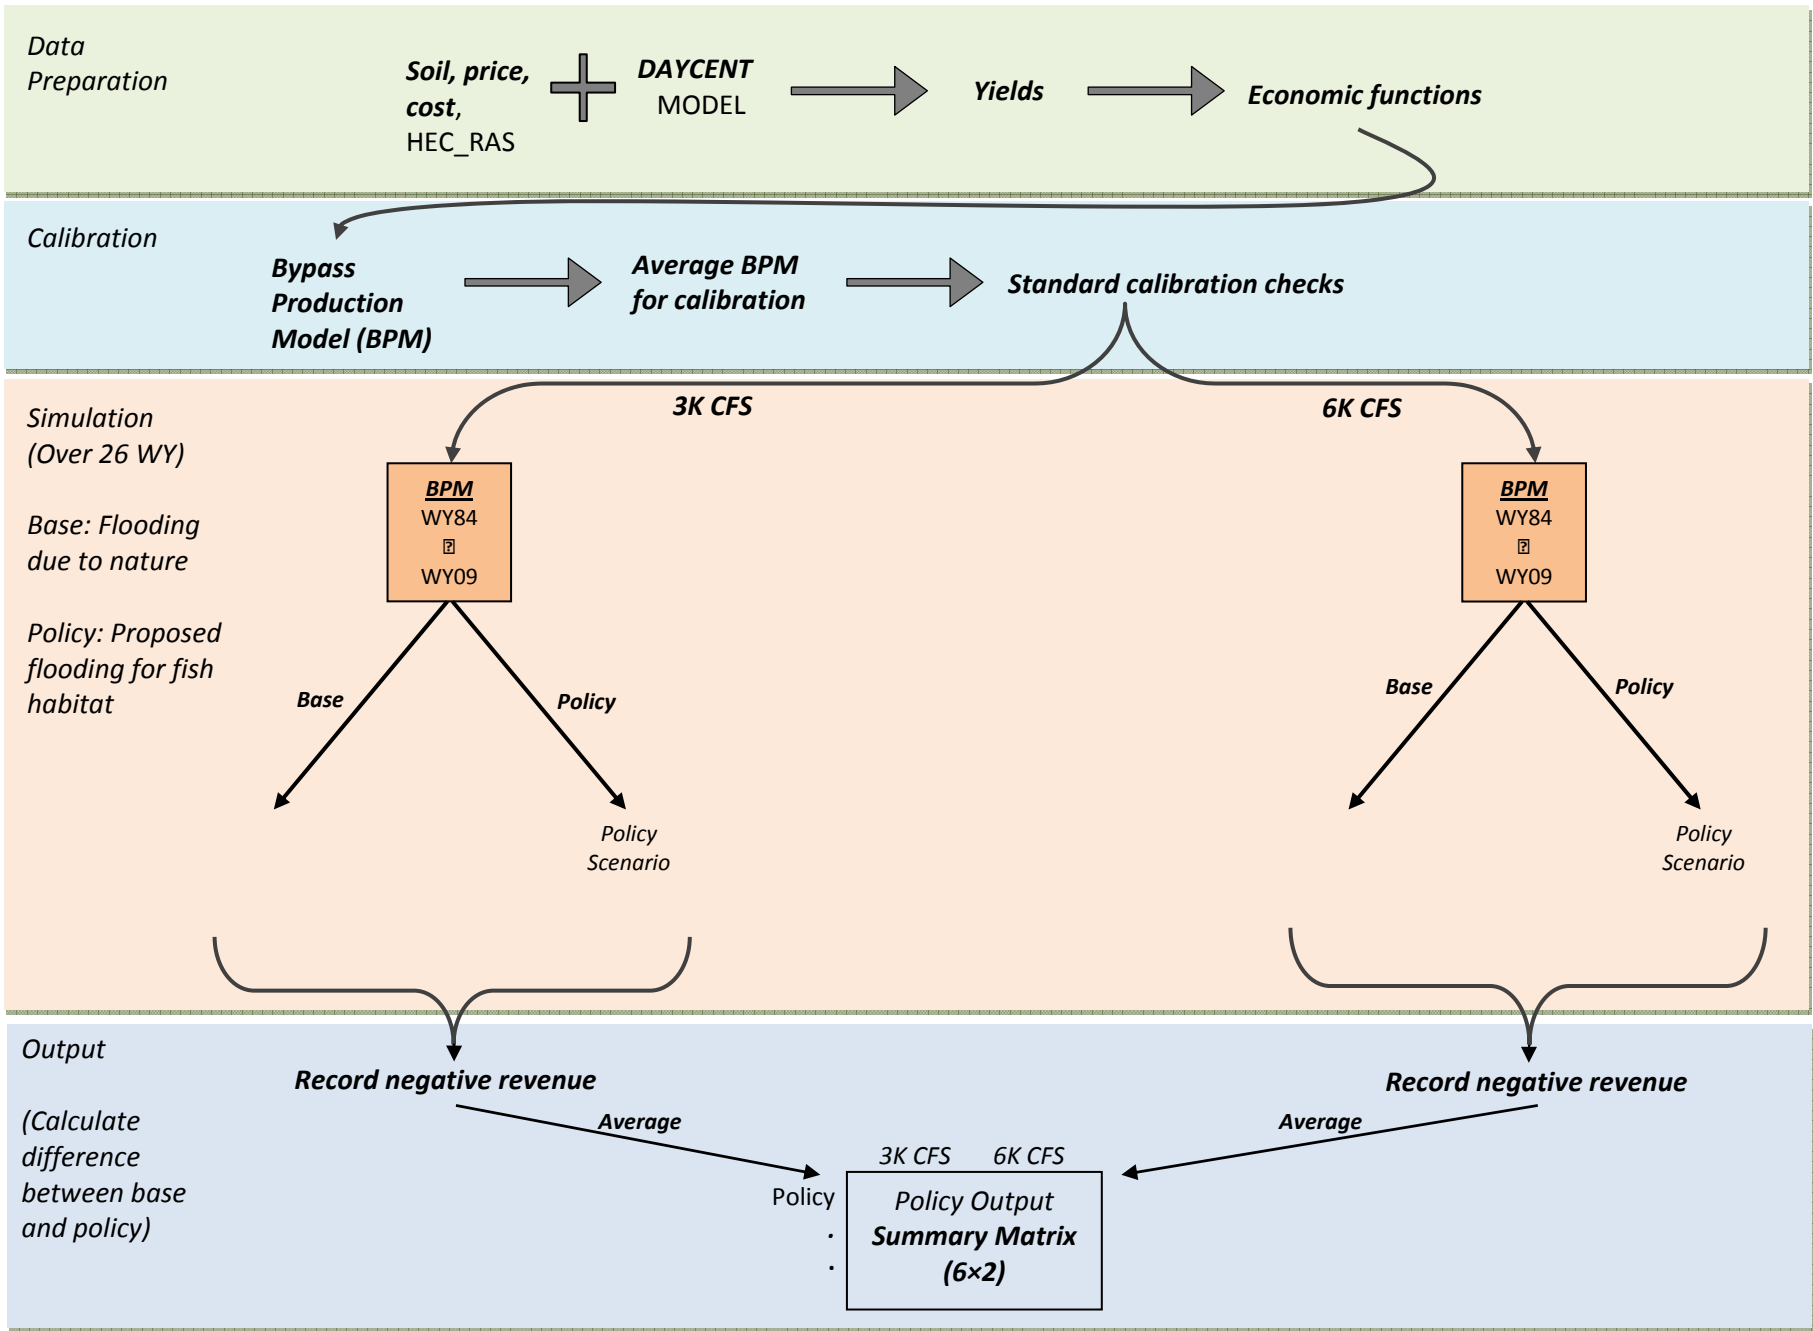 Data
Preparation
Soil, price,
cost,
HEC_RAS
DAYCENT
MODEL
Yields
Economic functions
Calibration
Bypass
Production
Model (BPM)
Average BPM
for calibration
Standard calibration checks
Simulation
(Over 26 WY)
Base: Flooding
due to nature
Policy: Proposed
flooding for fish
habitat
3K CFS
6K CFS
BPM
WY84
?
WY09
Base
Policy
Policy
Scenario
BPM
WY84
?
WY09
Base
Policy
Policy
Scenario
Output
(Calculate
difference
between base
and policy)
Record negative revenue
Average
Record negative revenue
Average
3K CFS 6K CFS
Policy
.
.
Policy Output
Summary Matrix
(6×2)